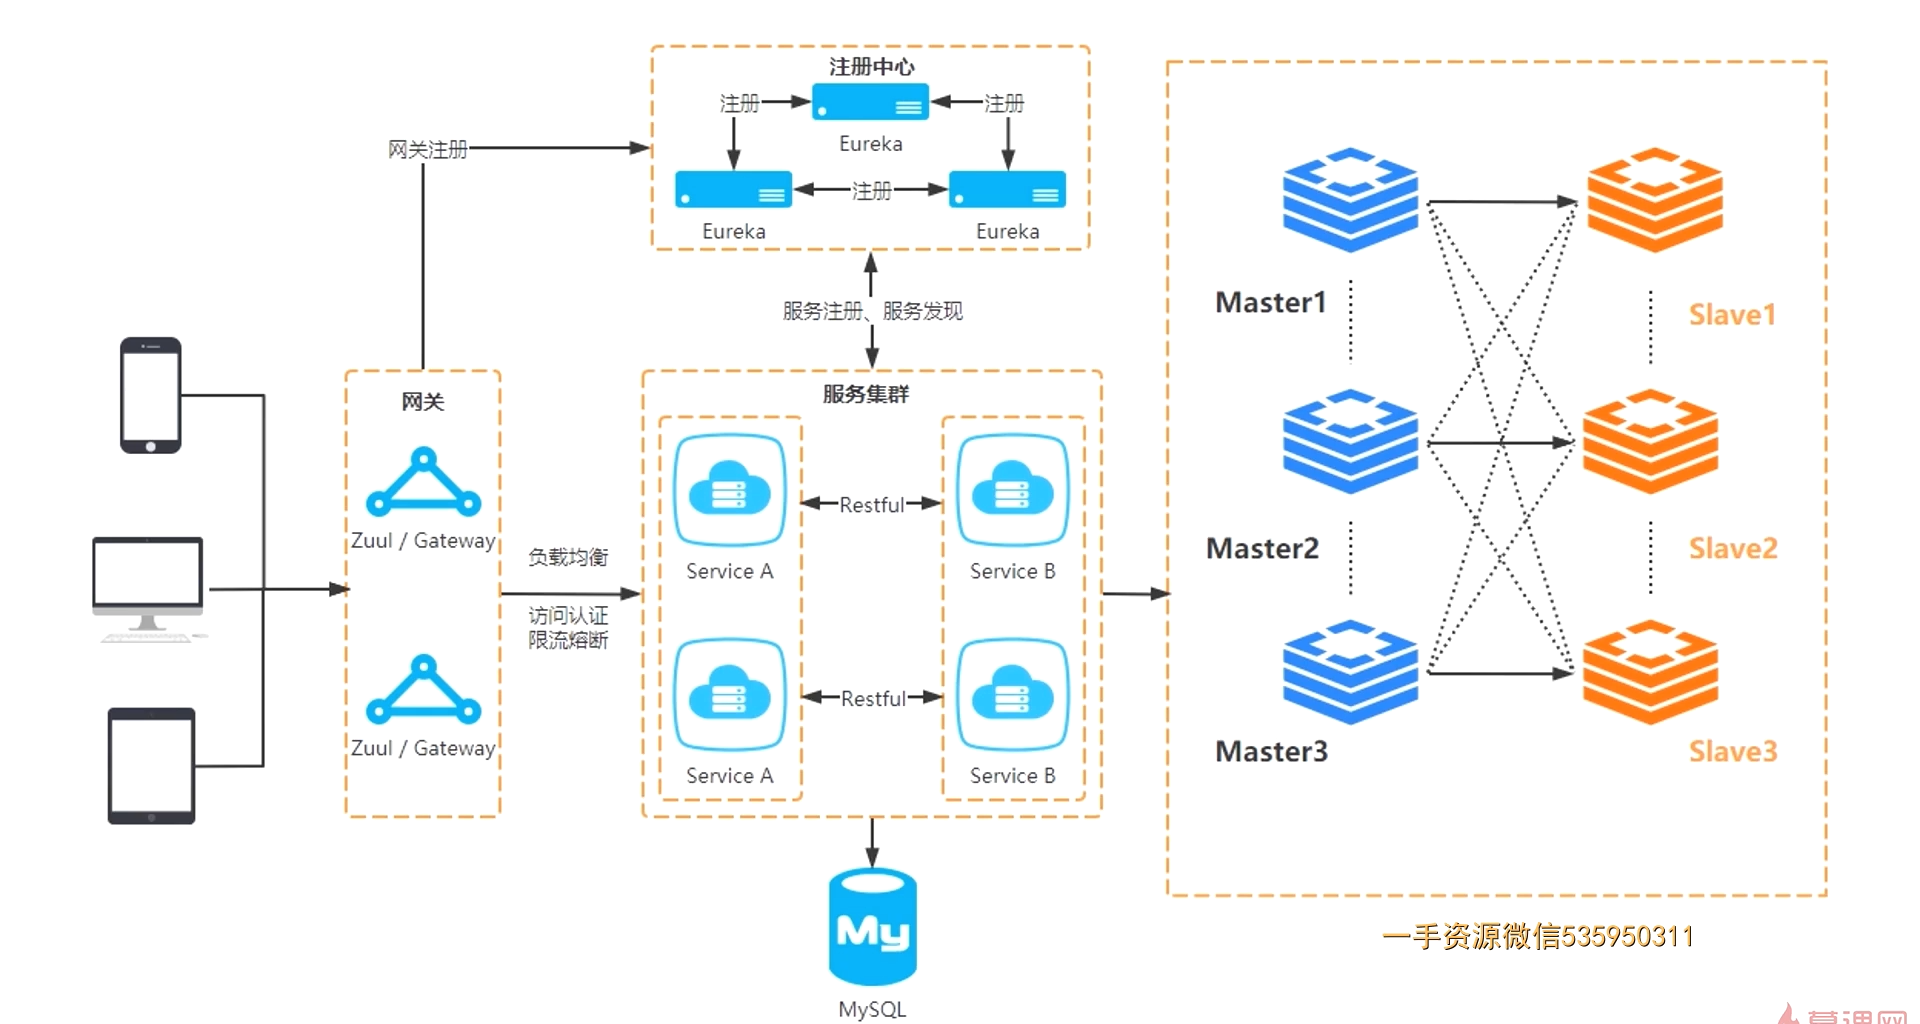 注册中心
注册
注册
Eureka
注册
Eureka
Eureka
网关注册
服务注册、服务发现
网关
Zuul / Gateway
Zuul / Gateway
负载均衡
访问认证
限流熔断
服务集群
Restful
Service A
Service B
Restful
Service A
Service B
My
MySQL
Master1
Slave1
Master2
Slave2
Master3
Slave3
一手资源微信535950311
慕课网